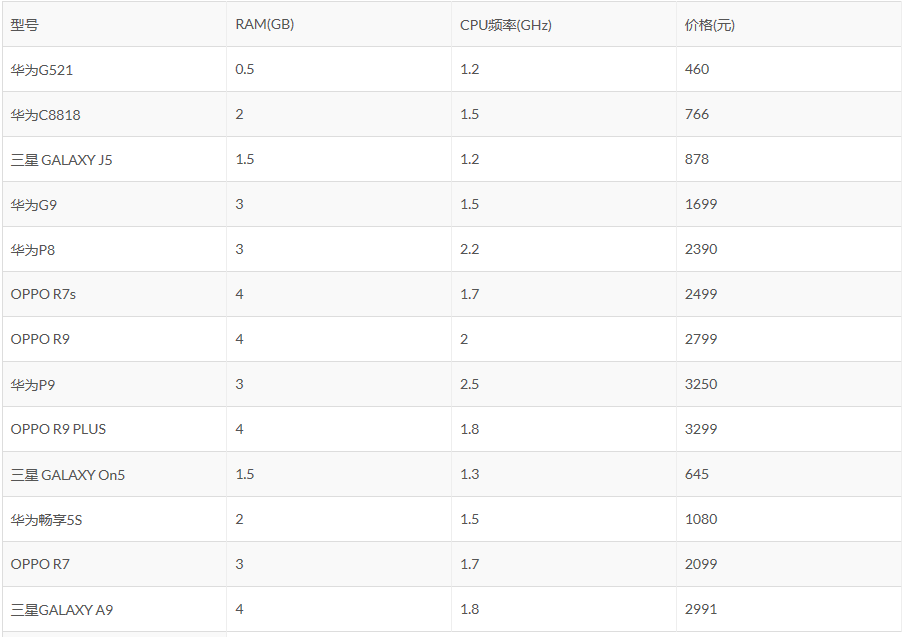 型号 RAM(GB) CPU频率(GHz) 价格(元)
华为G521 0.5 1.2 460
华为C8818 2 1.5 766
三星 GALAXY J5 1.5 1.2 878
华为G9 3 1.5 1699
华为P8 3 2.2 2390
OPPO R7s 4 1.7 2499
OPPO R9 4 2 2799
华为P9 3 2.5 3250
OPPO R9 PLUS 4 1.8 3299
三星 GALAXY On5 1.5 1.3 645
华为畅享5S 2 1.5 1080
OPPO R7 3 1.7 2099
三星GALAXY A9 4 1.8 2991